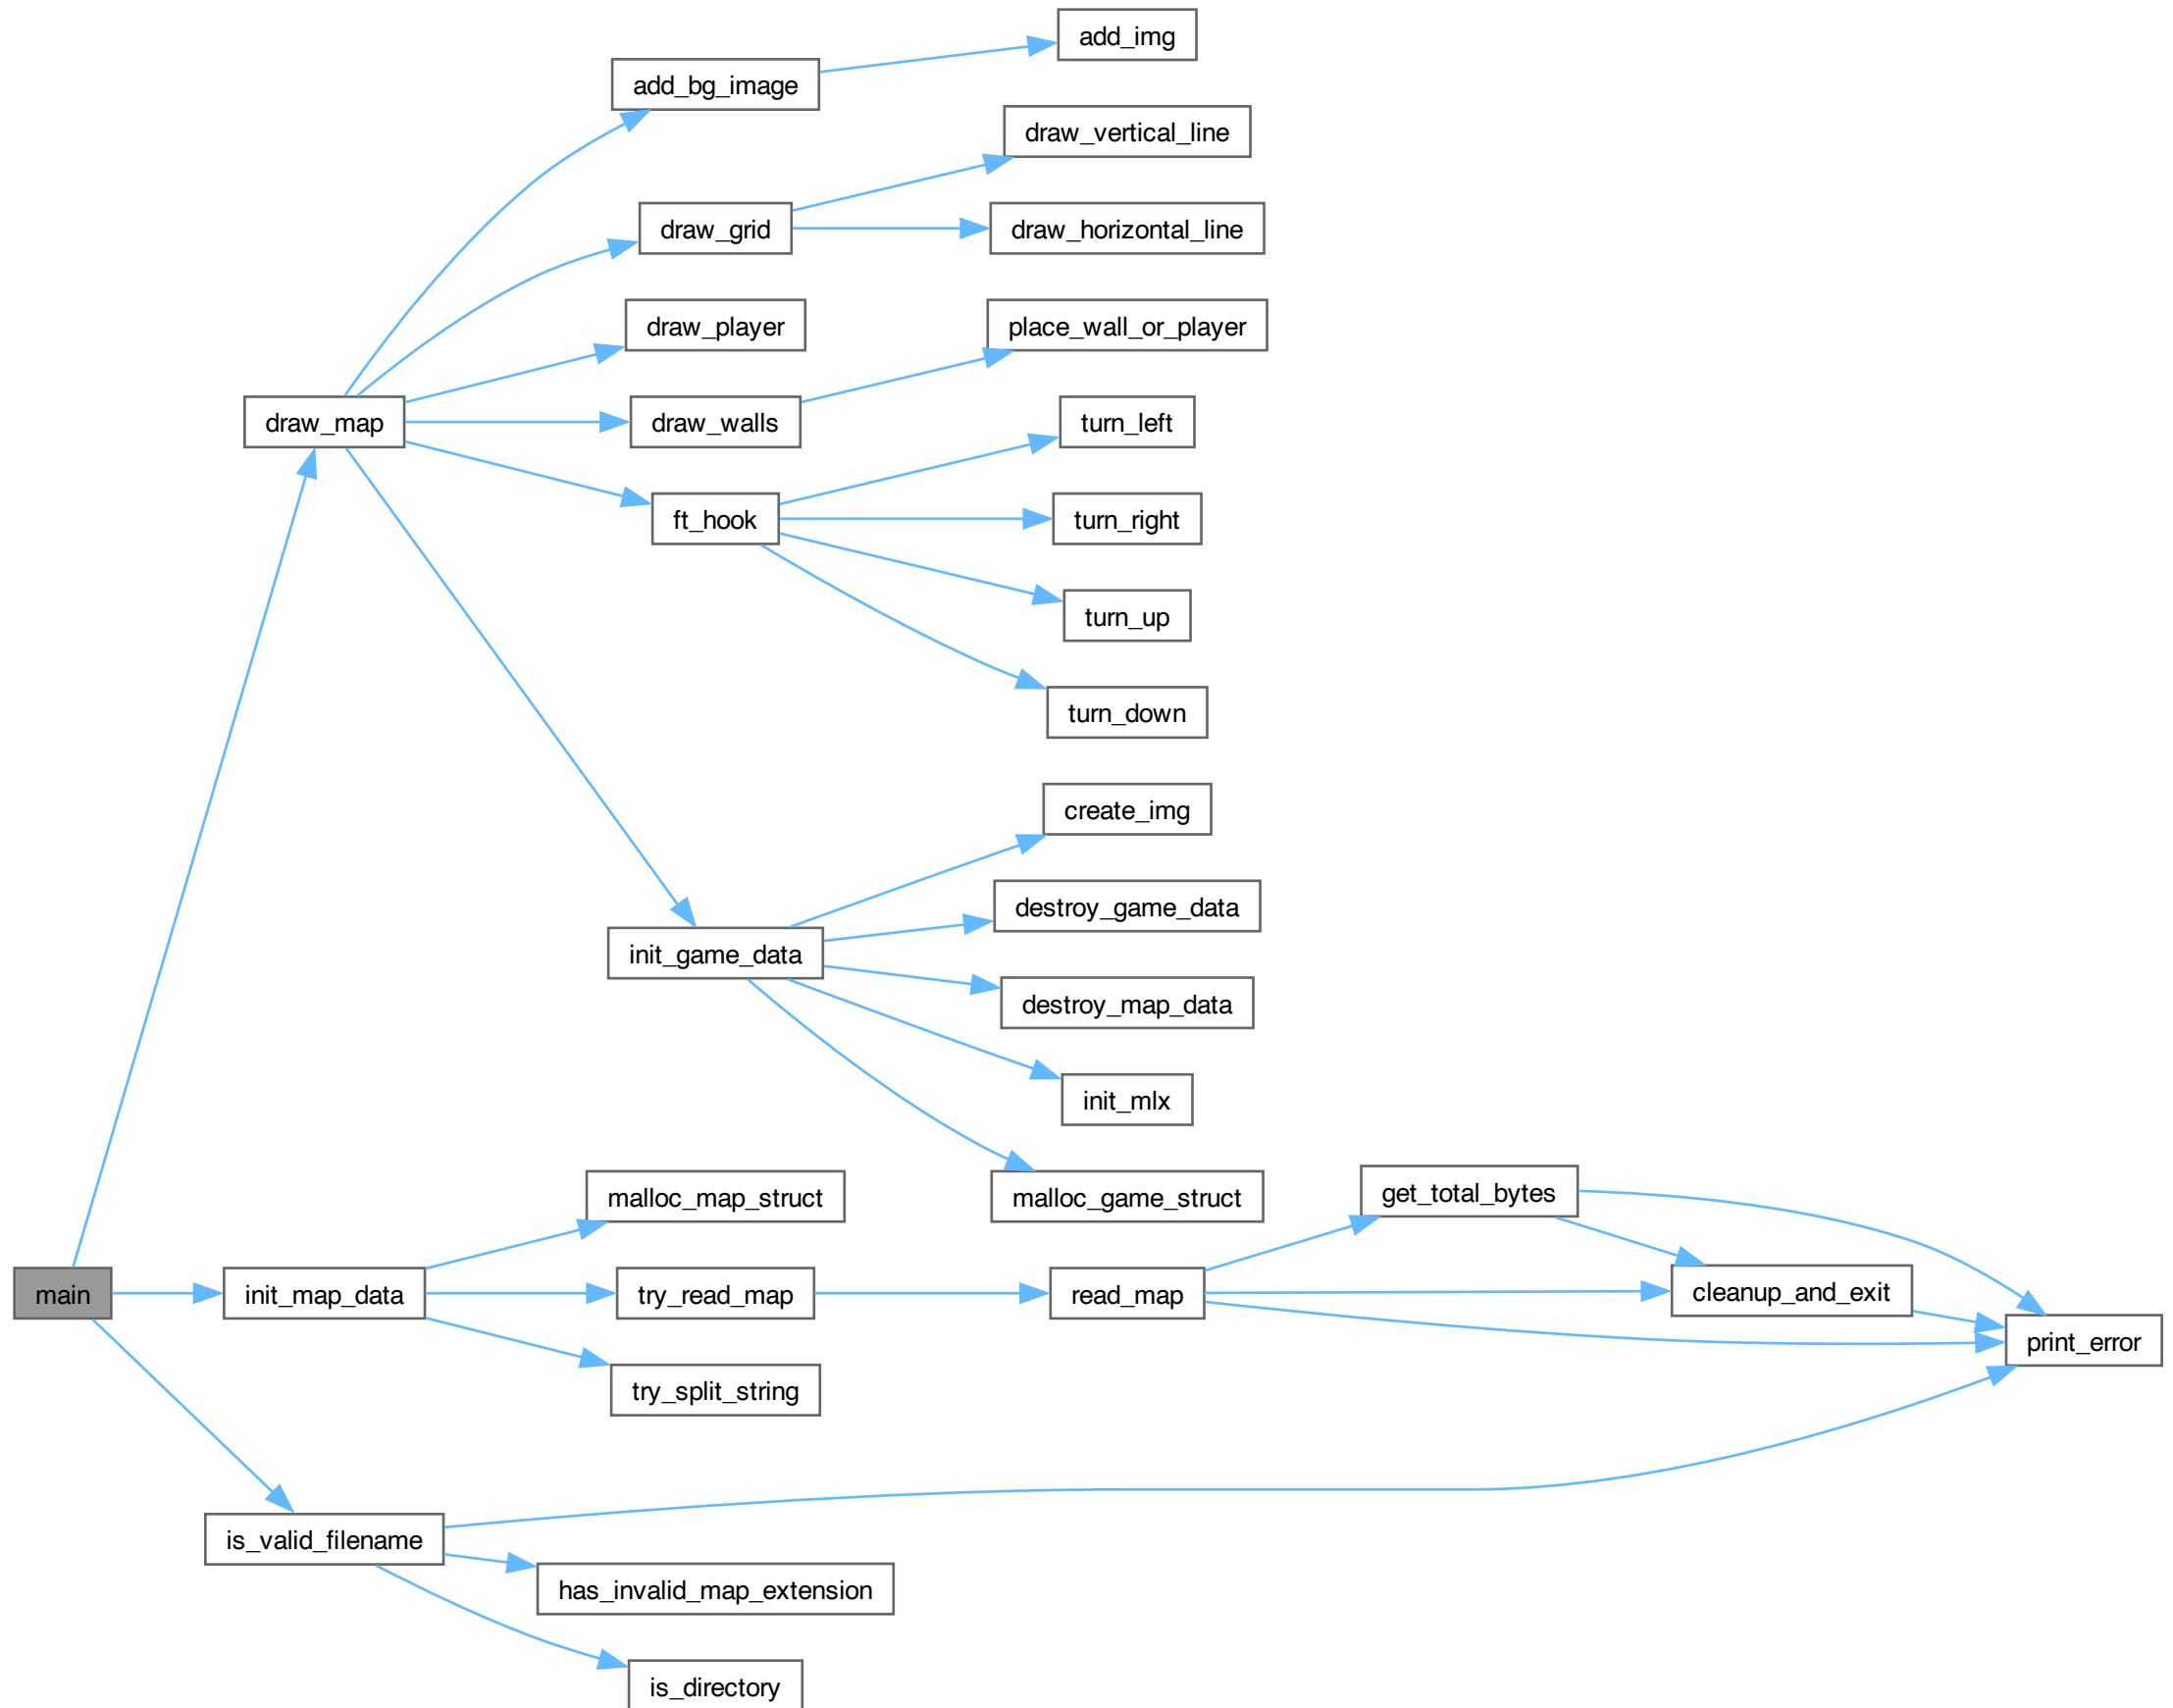 add_img
add_bg_image
draw_vertical_line
draw_grid
draw_horizontal_line
draw_player
place_wall_or_player
draw_map
draw_walls
turn_left
ft_hook
turn_right
turn_up
turn_down
create_img
destroy_game_data
init_game_data
destroy_map_data
init_mlx
malloc_map_struct
malloc_game_struct
get_total_bytes
main
init_map_data
try_read_map
read_map
cleanup_and_exit
print_error
try_split_string
is_valid_filename
has_invalid_map_extension
is_directory